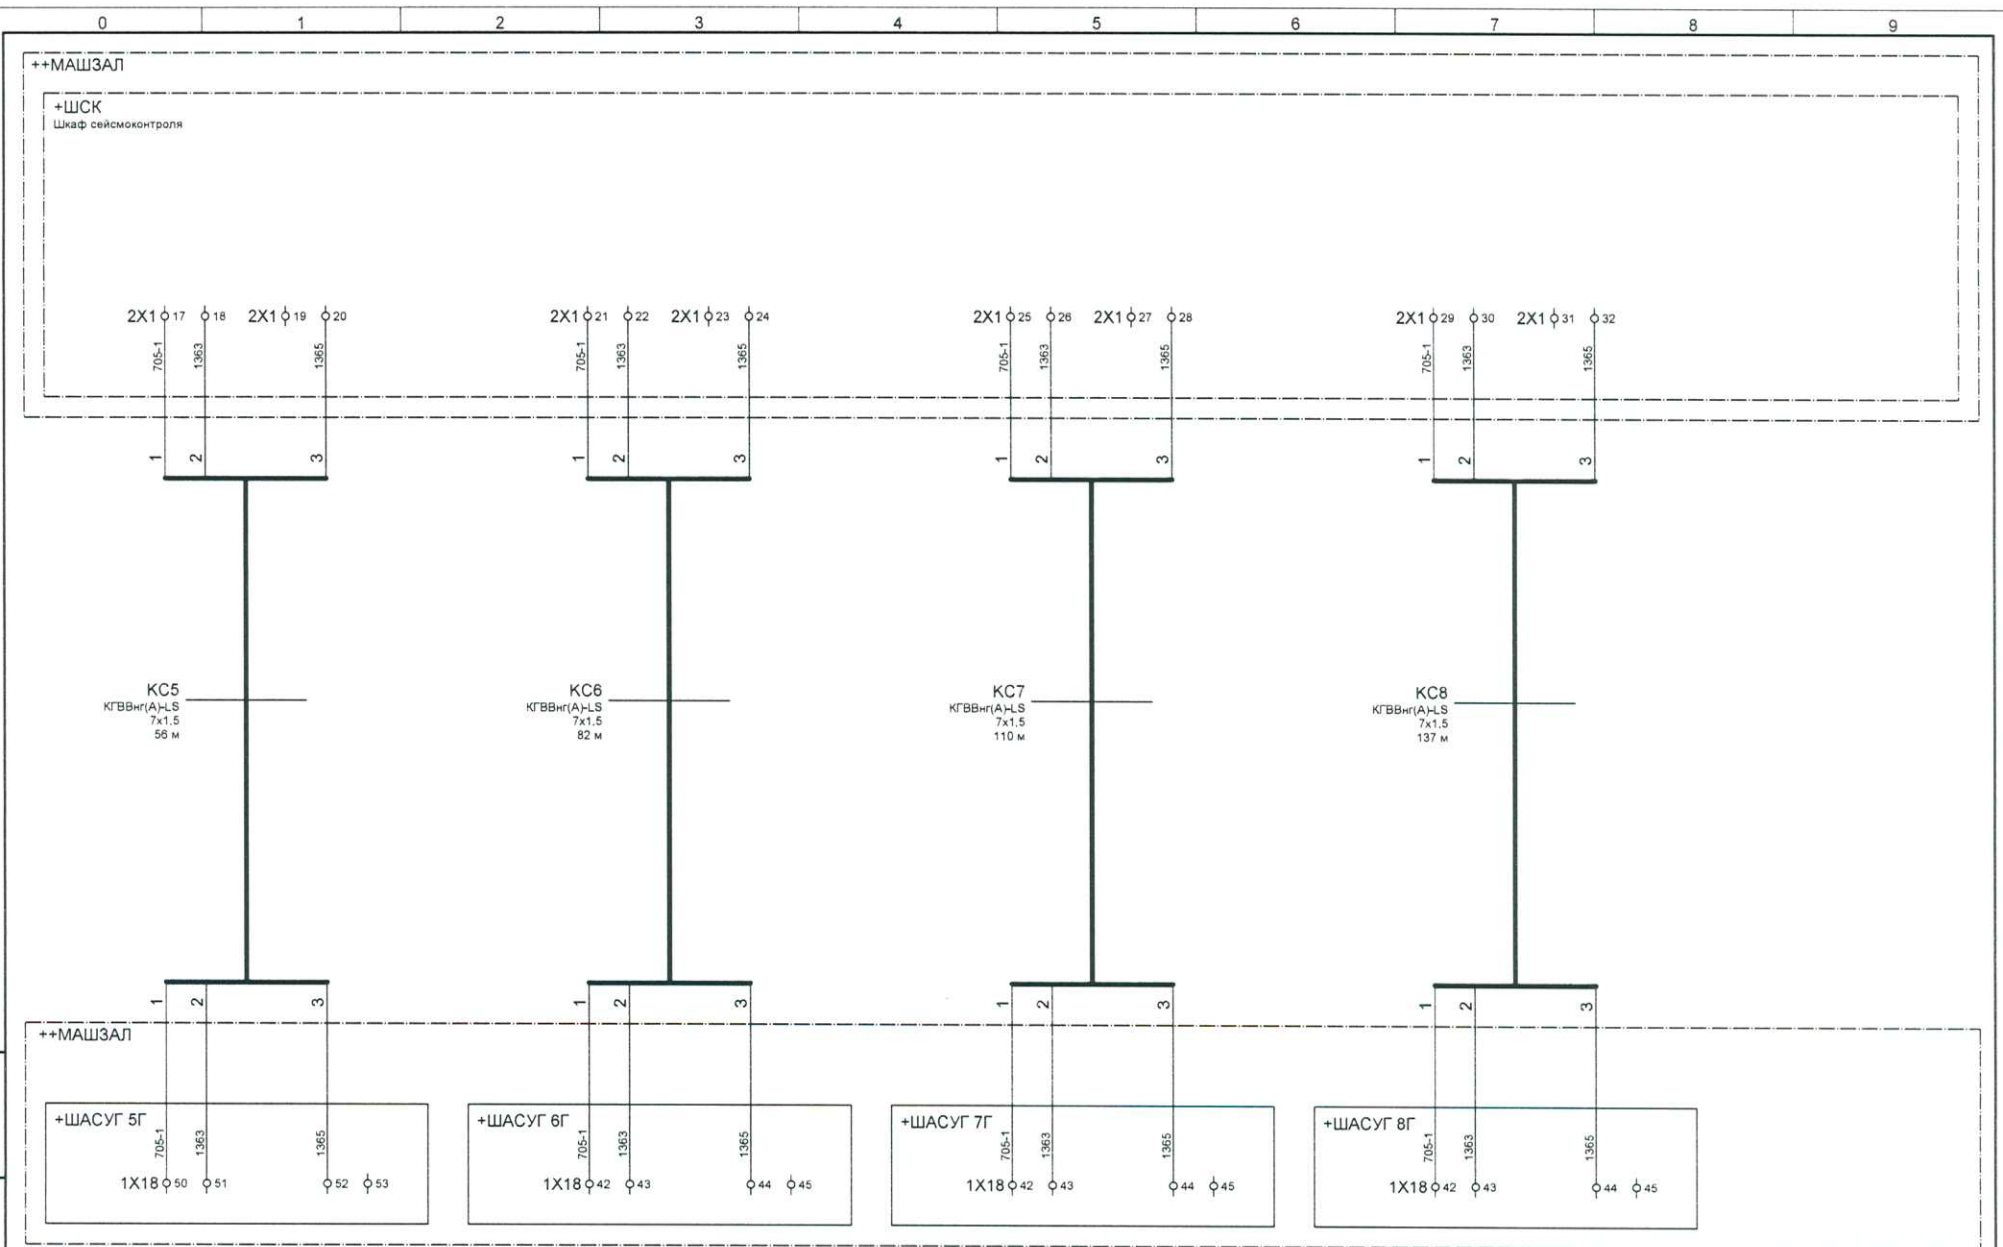 0 1 2 3 4 5 6 7 8 9
++МАШЗАЛ
+ШСК
Шкаф сейсмоконтроля
2X1 17 18 2X1 19 20 2X1 21 22 2X1 23 24 2X1 25 26 2X1 27 28 2X1 29 30 2X1 31 32
705-1 1363 1365 705-1 1363 1365 705-1 1363 1365 705-1 1363 1365
1 2 3 1 2 3 1 2 3 1 2 3
КС5
КГВВнг(А)-LS
7x1,5
56 м
КС6
КГВВнг(А)-LS
7x1,5
82 м
КС7
КГВВнг(А)-LS
7x1,5
110 м
КС8
КГВВнг(А)-LS
7x1,5
137 м
1 2 3 1 2 3 1 2 3 1 2 3
++МАШЗАЛ
+ШАСУГ 5Г
705-1 1363 1365
1X18 50 51 52 53
+ШАСУГ 6Г
705-1 1363 1365
1X18 42 43 44 45
+ШАСУГ 7Г
705-1 1363 1365
1X18 42 43 44 45
+ШАСУГ 8Г
705-1 1363 1365
1X18 42 43 44 45